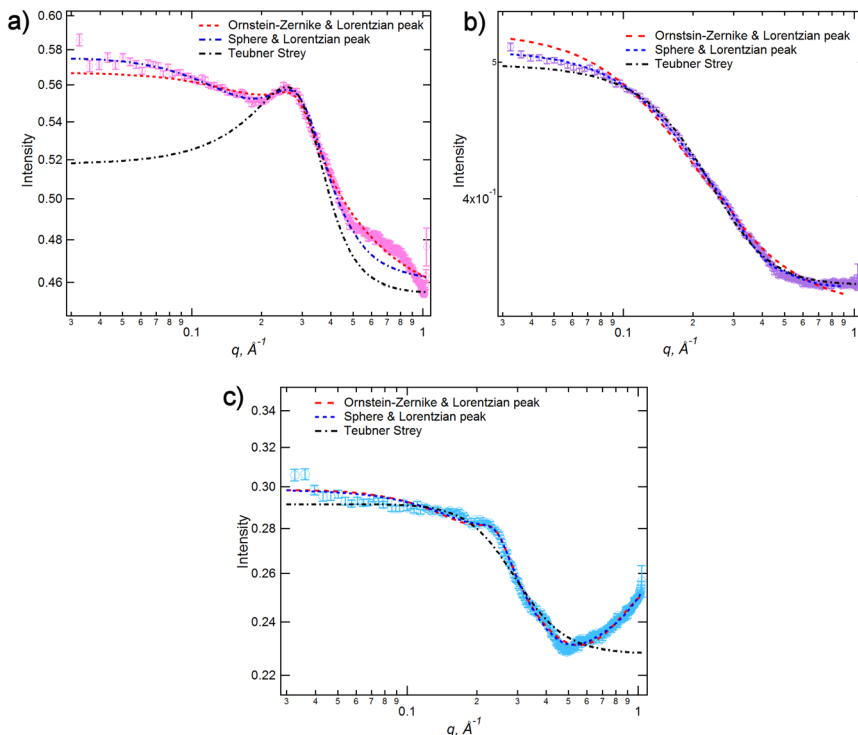 a)
Ornstein-Zernike & Lorentzian peak
Sphere & Lorentzian peak
Teubner Strey
0.60
0.58
0.56
0.54
0.52
0.50
0.48
0.46
Intensity
3 4 5 6 7 8 9 0.1 2 3 4 5 6 7 8 9 1
q, Å⁻¹
b)
Ornstsin-Zernike & Lorentzian peak
Sphere & Lorentzian peak
Teubner Strey
5
4x10⁻¹
Intensity
3 4 5 6 7 8 9 0.1 2 3 4 5 6 7 8 9 1
q, Å⁻¹
c)
Ornstein-Zernike & Lorentzian peak
Sphere & Lorentzian peak
Teubner Strey
0.34
0.32
0.30
0.28
0.26
0.24
0.22
Intensity
3 4 5 6 7 8 9 0.1 2 3 4 5 6 7 8 9 1
q, Å⁻¹